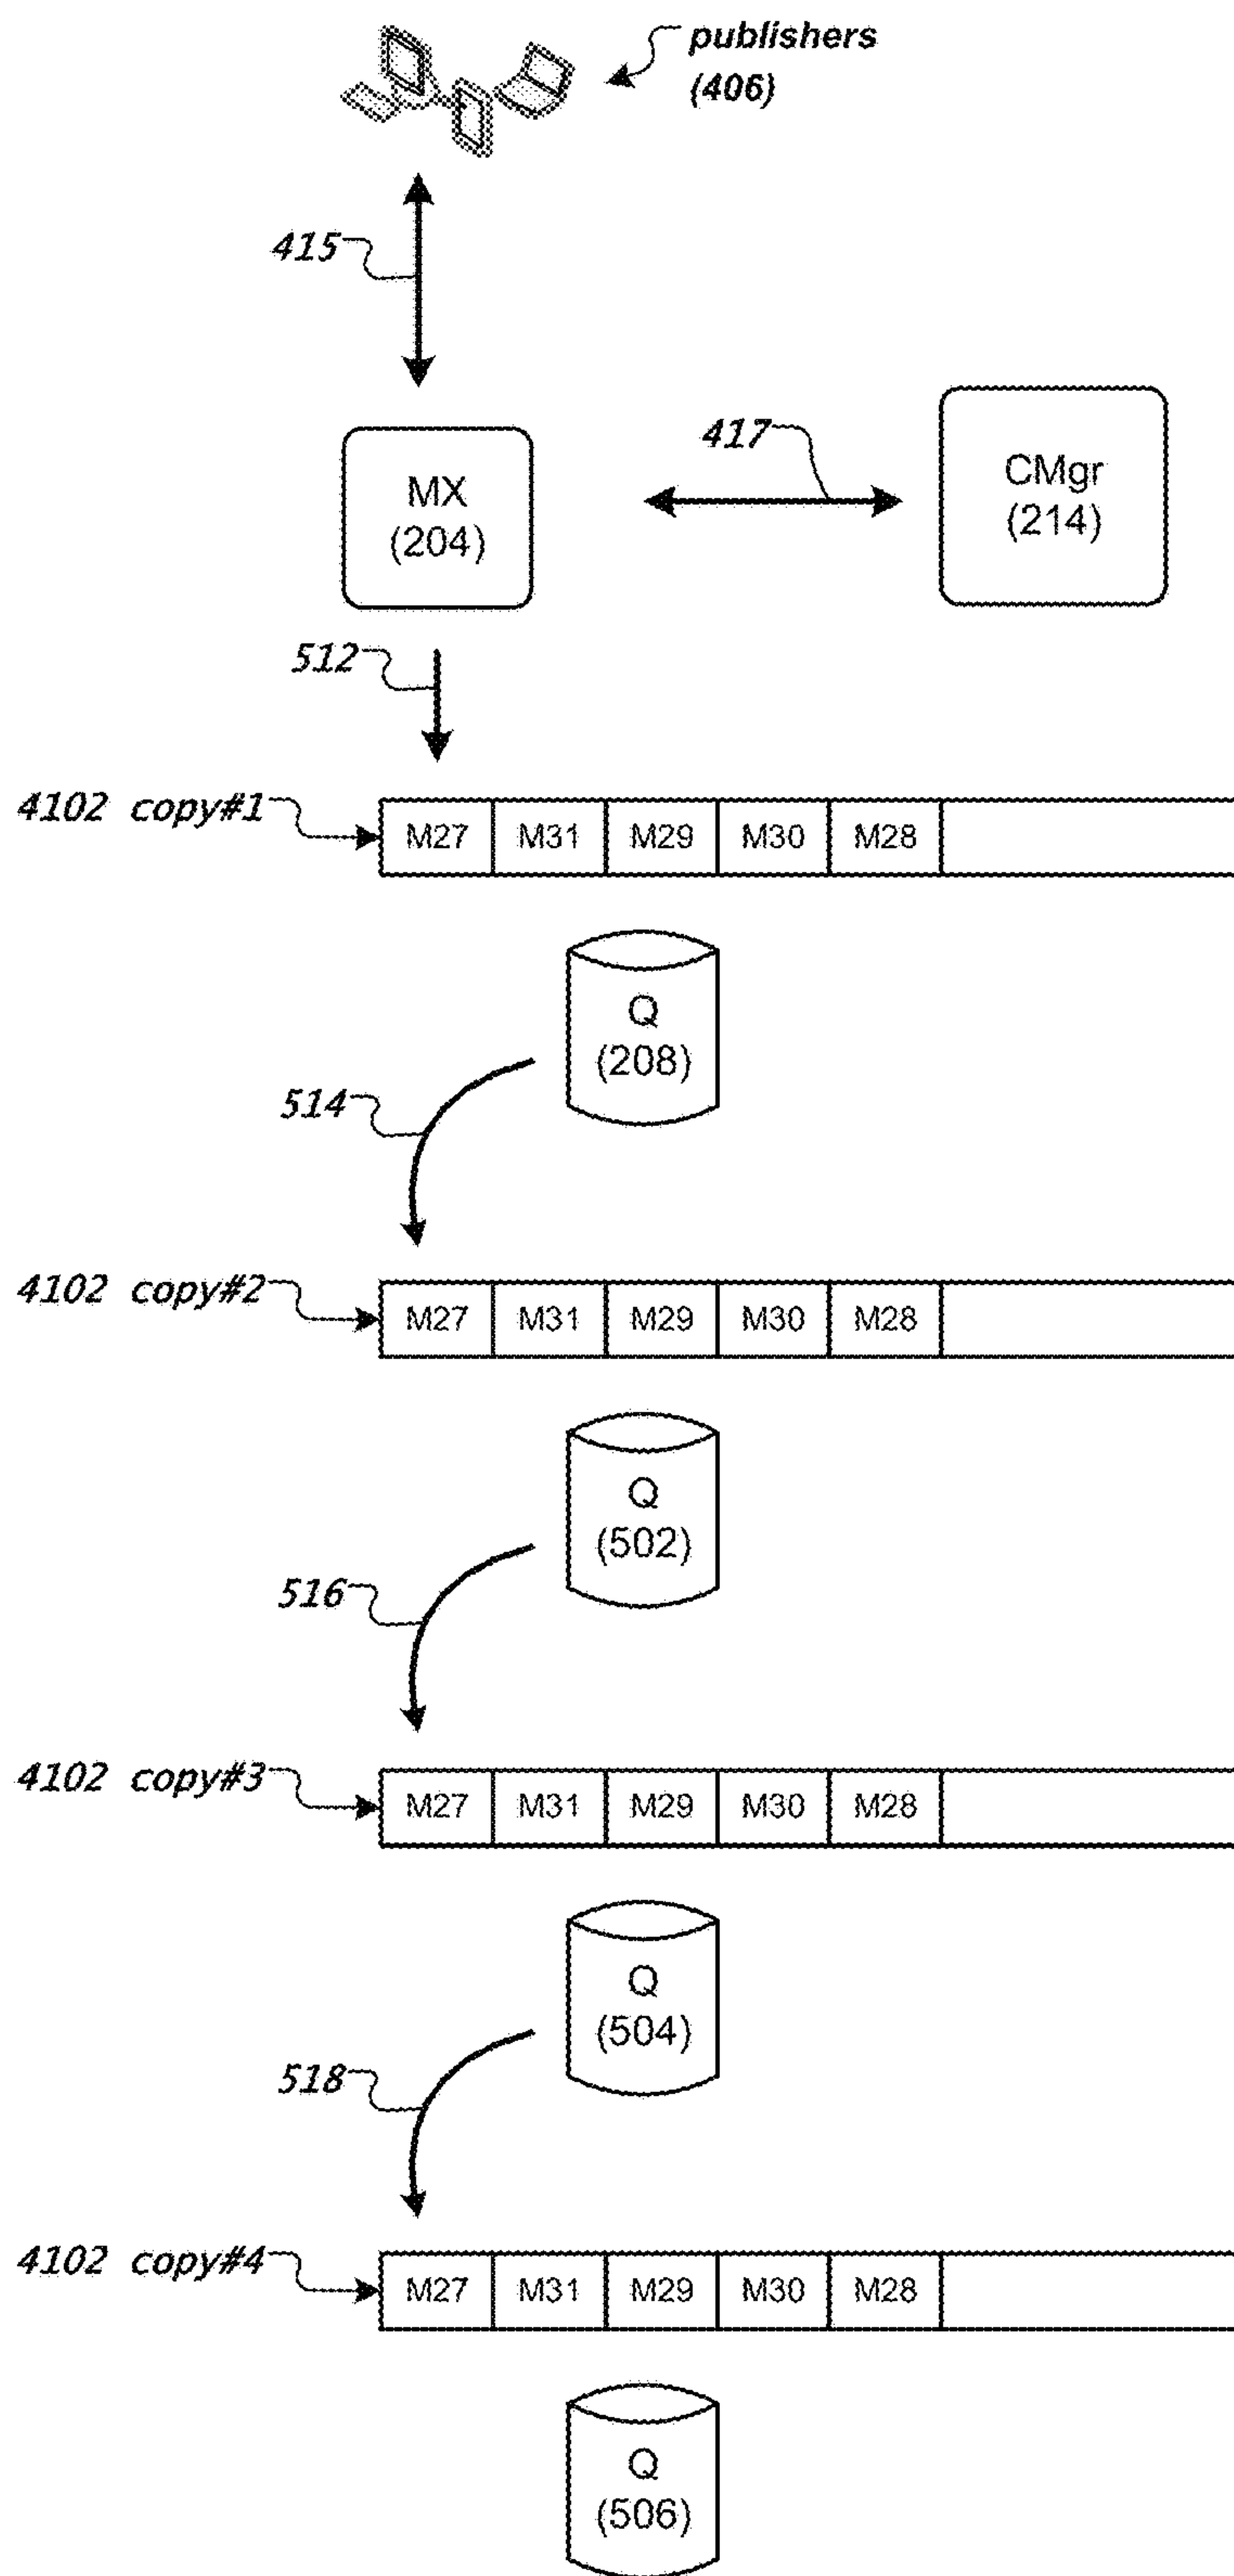 publishers
(406)
415
417
MX
(204)
CMgr
(214)
512
4102 copy#1
M27 M31 M29 M30 M28
Q
(208)
514
4102 copy#2
M27 M31 M29 M30 M28
Q
(502)
516
4102 copy#3
M27 M31 M29 M30 M28
Q
(504)
518
4102 copy#4
M27 M31 M29 M30 M28
Q
(506)